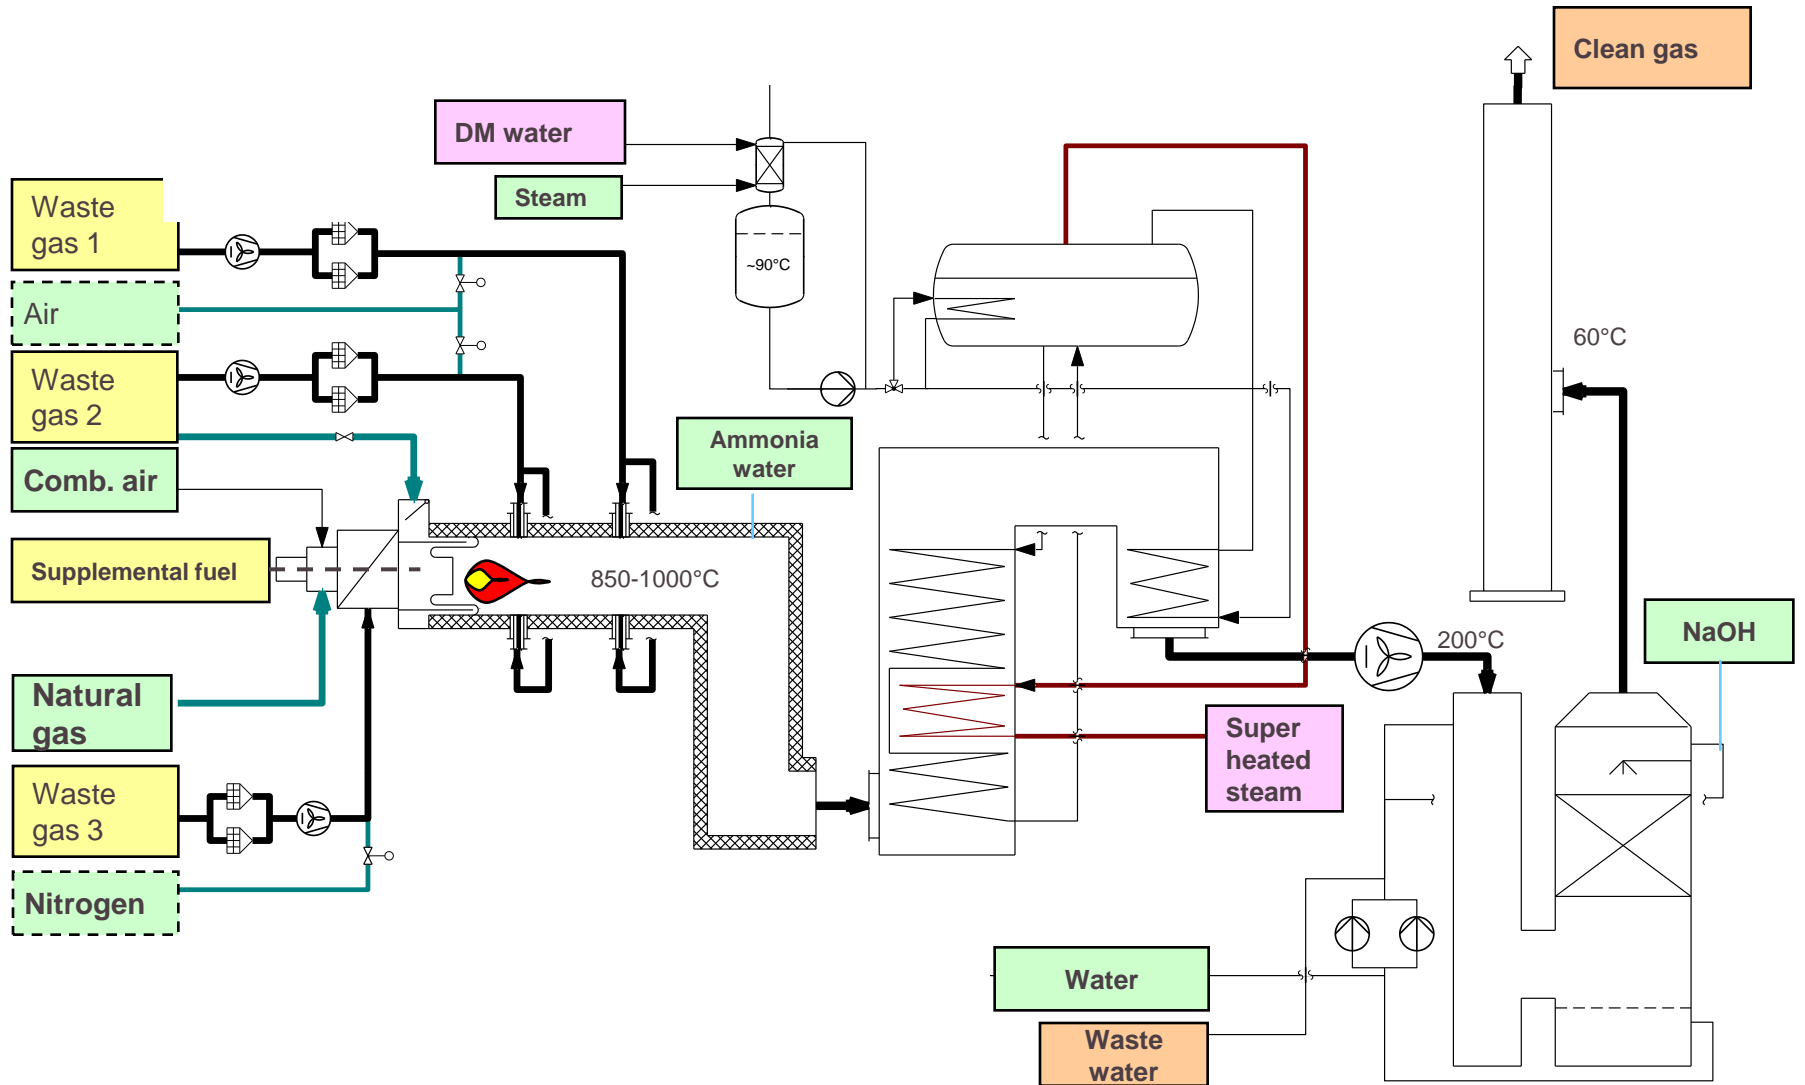 Clean gas
DM water
Steam
Waste
gas 1
~90°C
Air
60°C
Waste
gas 2
Ammonia
water
Comb. air
Supplemental fuel
850-1000°C
200°C
NaOH
Natural
gas
Super
heated
steam
Waste
gas 3
Nitrogen
Water
Waste
water